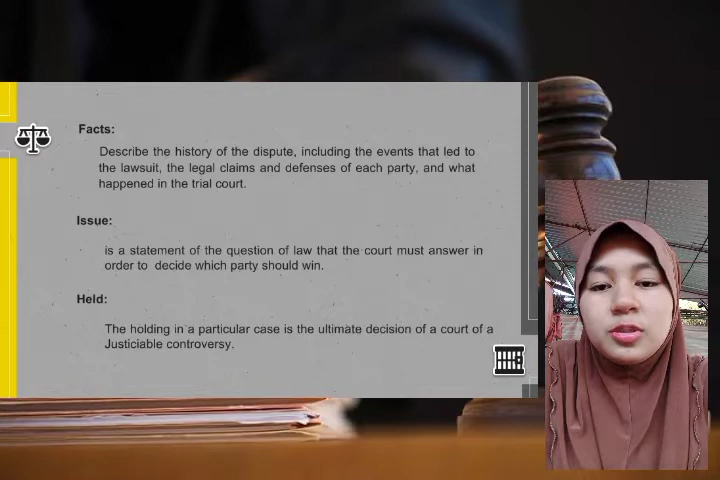 Facts:
Describe the history of the dispute, including the events that led to
the lawsuit, the legal claims and defenses of each party, and what
happened in the trial court.
Issue:
is a statement of the question of law that the court must answer in
order to decide which party should win.
Held:
The holding in a particular case is the ultimate decision of a court of a
Justiciable controversy.